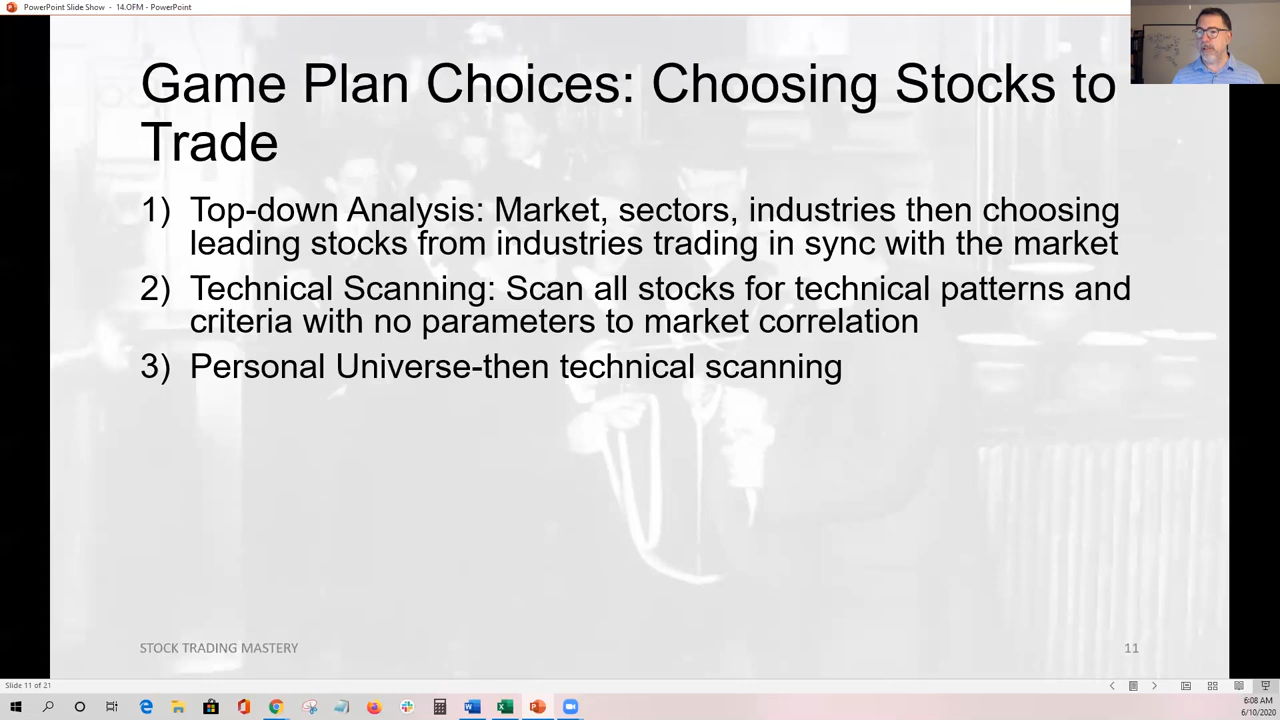 PowerPoint Slide Show - 14.OFM - PowerPoint
Game Plan Choices: Choosing Stocks to
Trade
1) Top-down Analysis: Market, sectors, industries then choosing
leading stocks from industries trading in sync with the market
2) Technical Scanning: Scan all stocks for technical patterns and
criteria with no parameters to market correlation
3) Personal Universe-then technical scanning
STOCK TRADING MASTERY
11
Slide 11 of 21
6:08 AM
6/10/2020